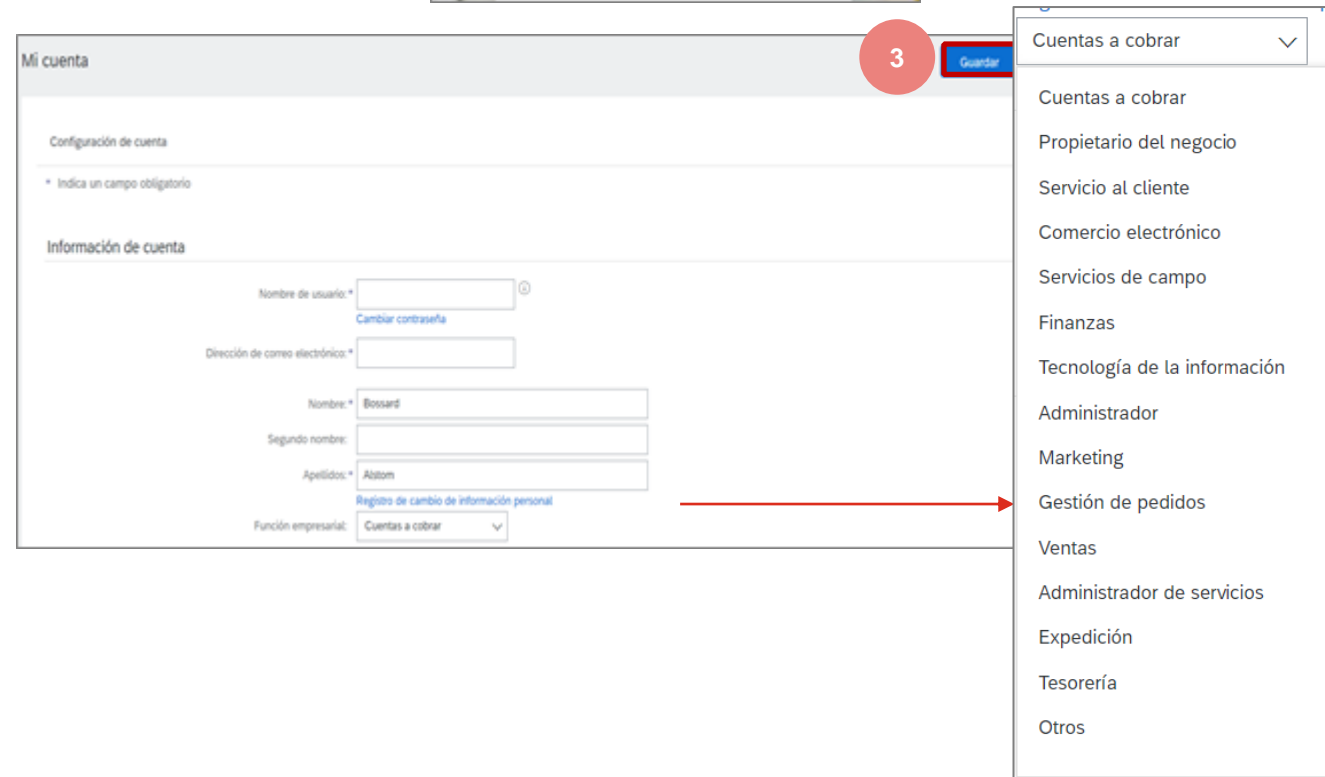 Mi cuenta
3
Guardar
Configuración de cuenta
* Indica un campo obligatorio
Información de cuenta
Nombre de usuario:*
Cambiar contraseña
Dirección de correo electrónico:*
Nombre:* Bossard
Segundo nombre:
Apellidos:* Alstom
Registro de cambio de información personal
Función empresarial: Cuentas a cobrar
Cuentas a cobrar
Cuentas a cobrar
Propietario del negocio
Servicio al cliente
Comercio electrónico
Servicios de campo
Finanzas
Tecnología de la información
Administrador
Marketing
Gestión de pedidos
Ventas
Administrador de servicios
Expedición
Tesorería
Otros